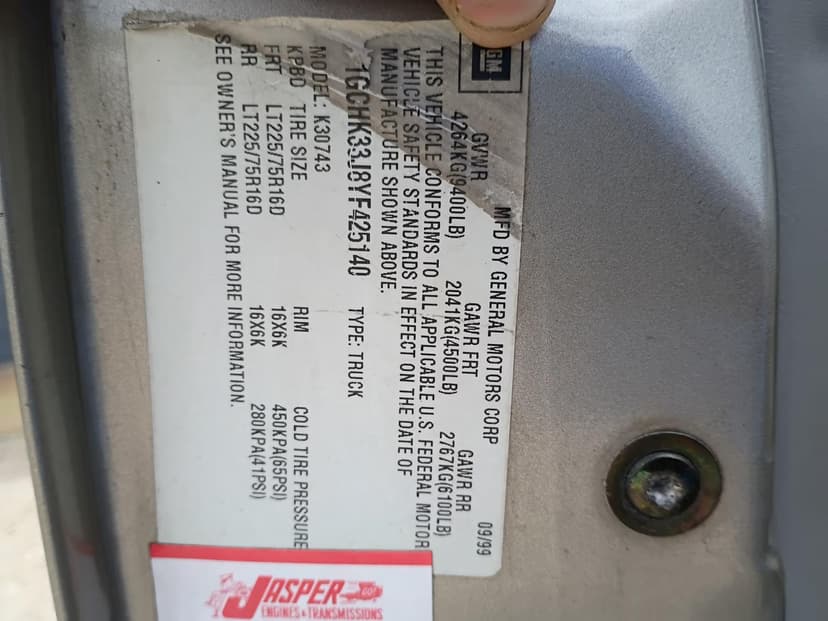 GM
MFD BY GENERAL MOTORS CORP 09/99
GVWR GAWR FRT GAWR RR
4264KG(9400LB) 2041KG(4500LB) 2767KG(6100LB)
THIS VEHICLE CONFORMS TO ALL APPLICABLE U.S. FEDERAL MOTOR
VEHICLE SAFETY STANDARDS IN EFFECT ON THE DATE OF
MANUFACTURE SHOWN ABOVE.
1GCHK33J8YF425140 TYPE: TRUCK
MODEL: K30743
KPBD TIRE SIZE RIM COLD TIRE PRESSURE
FRT LT225/75R16D 16X6K 450KPA(65PSI)
RR LT225/75R16D 16X6K 280KPA(41PSI)
SEE OWNER'S MANUAL FOR MORE INFORMATION.
JASPER
ENGINES & TRANSMISSIONS